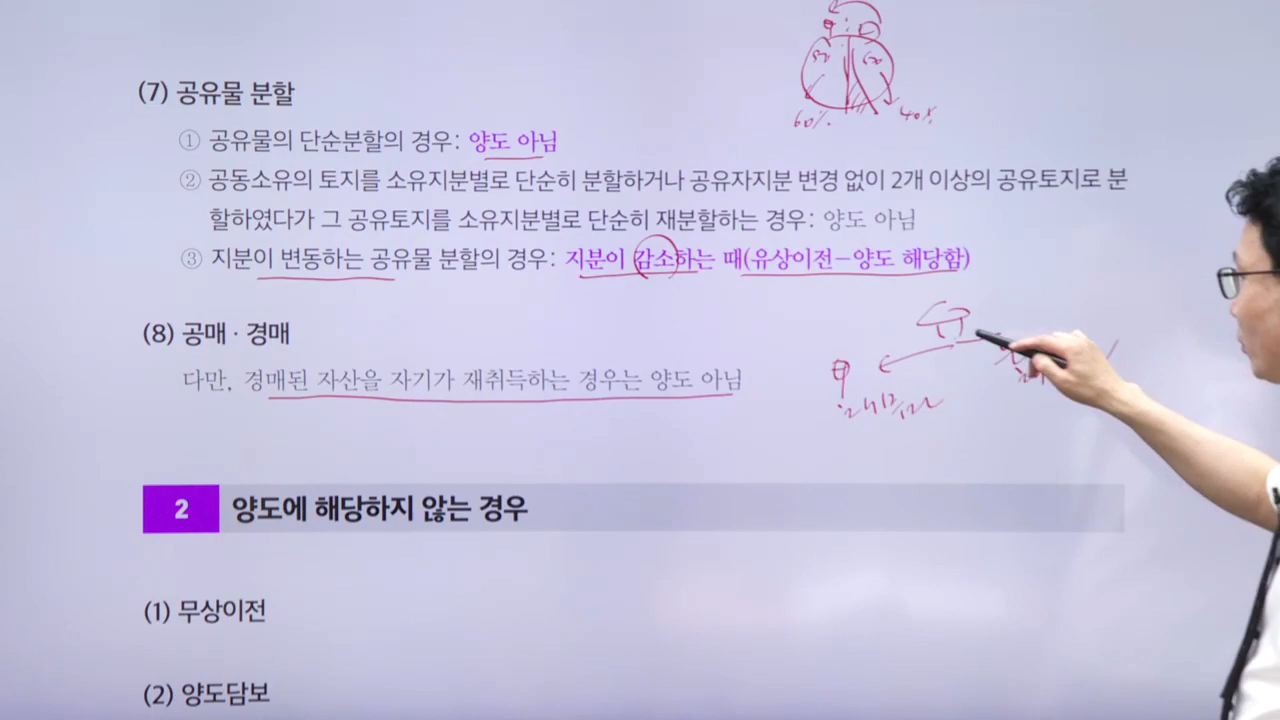 60%
40%
(7) 공유물 분할
① 공유물의 단순분할의 경우: 양도 아님
② 공동소유의 토지를 소유지분별로 단순히 분할하거나 공유자지분 변경 없이 2개 이상의 공유토지로 분
할하였다가 그 공유토지를 소유지분별로 단순히 재분할하는 경우: 양도 아님
③ 지분이 변동하는 공유물 분할의 경우: 지분이 감소하는 때(유상이전-양도 해당함)
(8) 공매 · 경매
다만, 경매된 자산을 자기가 재취득하는 경우는 양도 아님
2 양도에 해당하지 않는 경우
(1) 무상이전
(2) 양도담보